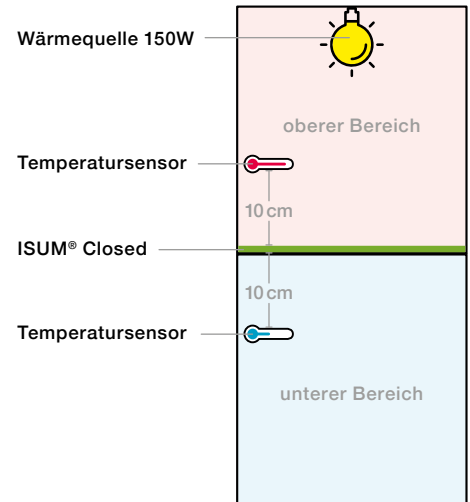 Wärmequelle 150W
oberer Bereich
Temperatursensor
10 cm
ISUM® Closed
10 cm
Temperatursensor
unterer Bereich